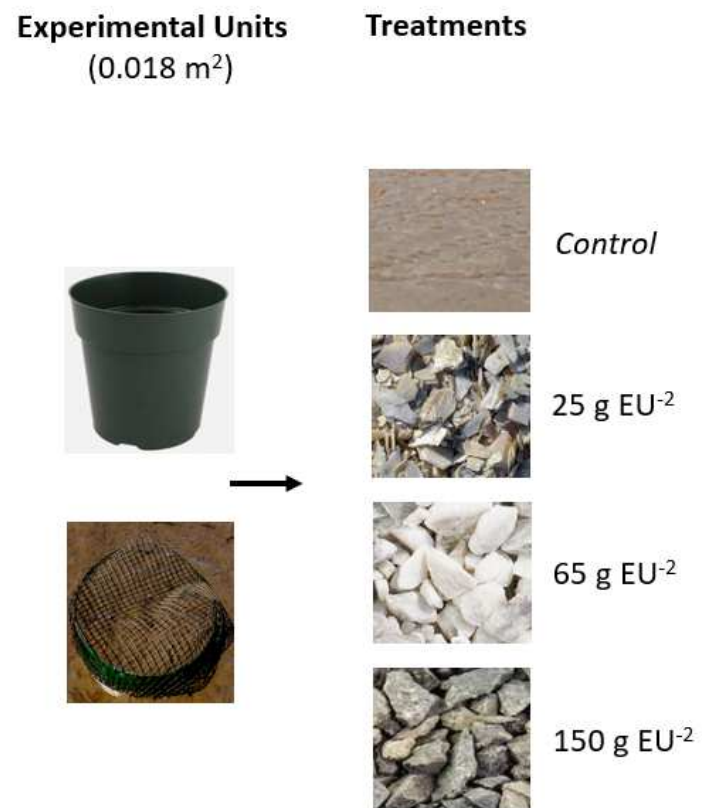 Experimental Units
(0.018 m²)
Treatments
Control
25 g EU⁻²
65 g EU⁻²
150 g EU⁻²